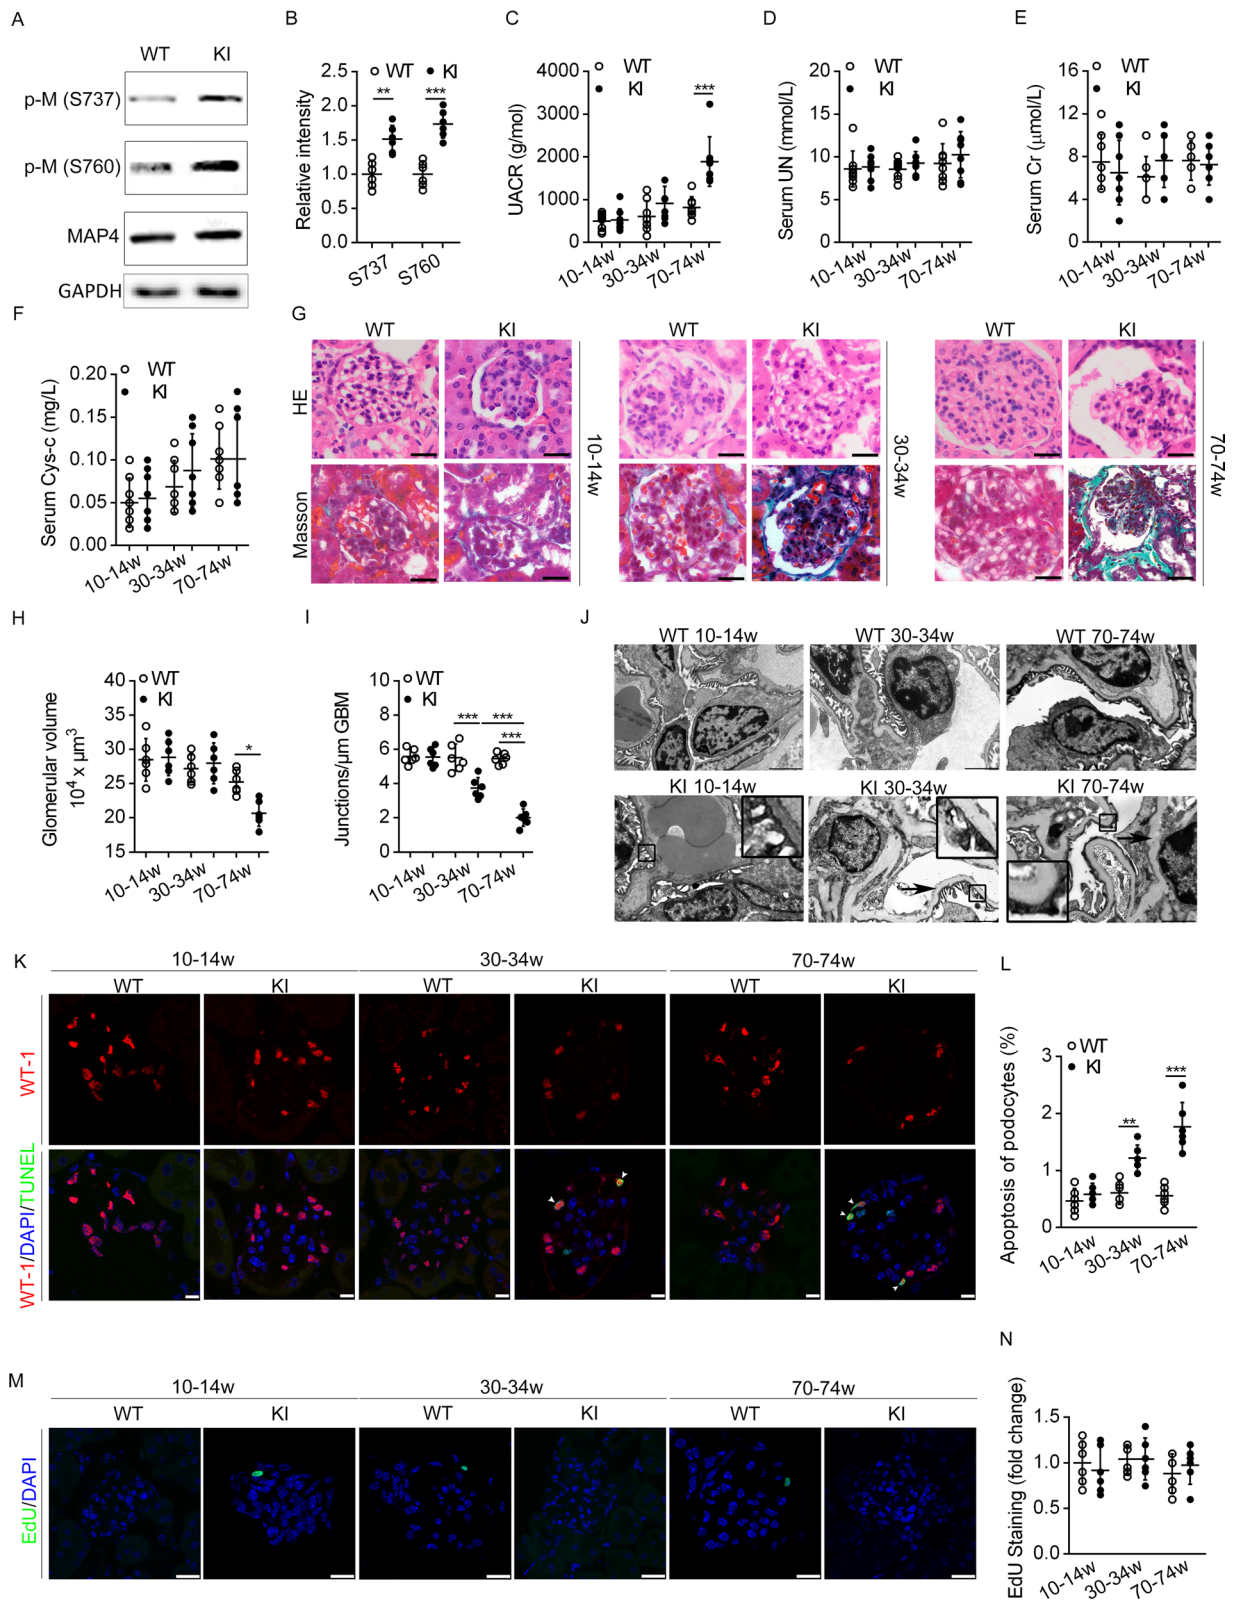 A
WT KI
p-M (S737)
p-M (S760)
MAP4
GAPDH
B
WT KI
Relative intensity
2.5
2.0
1.5
1.0
0.5
0.0
** ***
S737 S760
C
WT
KI
UACR (g/mol)
4000
3000
2000
1000
0
***
10-14w 30-34w 70-74w
D
WT
KI
Serum UN (mmol/L)
20
15
10
5
0
10-14w 30-34w 70-74w
E
WT
KI
Serum Cr (μmol/L)
16
12
8
4
0
10-14w 30-34w 70-74w
F
WT
KI
Serum Cys-c (mg/L)
0.20
0.15
0.10
0.05
0.00
10-14w 30-34w 70-74w
G
WT KI WT KI WT KI
HE
Masson
10-14w
30-34w
70-74w
H
WT
KI
Glomerular volume
10⁴ x μm³
40
35
30
25
20
15
*
10-14w 30-34w 70-74w
I
WT
KI
Junctions/μm GBM
10
8
6
4
2
0
*** ***
***
10-14w 30-34w 70-74w
J
WT 10-14w WT 30-34w WT 70-74w
KI 10-14w KI 30-34w KI 70-74w
K
10-14w 30-34w 70-74w
WT KI WT KI WT KI
WT-1
WT-1/DAPI/TUNEL
L
WT
KI
Apoptosis of podocytes (%)
3
2
1
0
** ***
10-14w 30-34w 70-74w
M
10-14w 30-34w 70-74w
WT KI WT KI WT KI
EdU/DAPI
N
EdU Staining (fold change)
1.5
1.0
0.5
0.0
10-14w 30-34w 70-74w